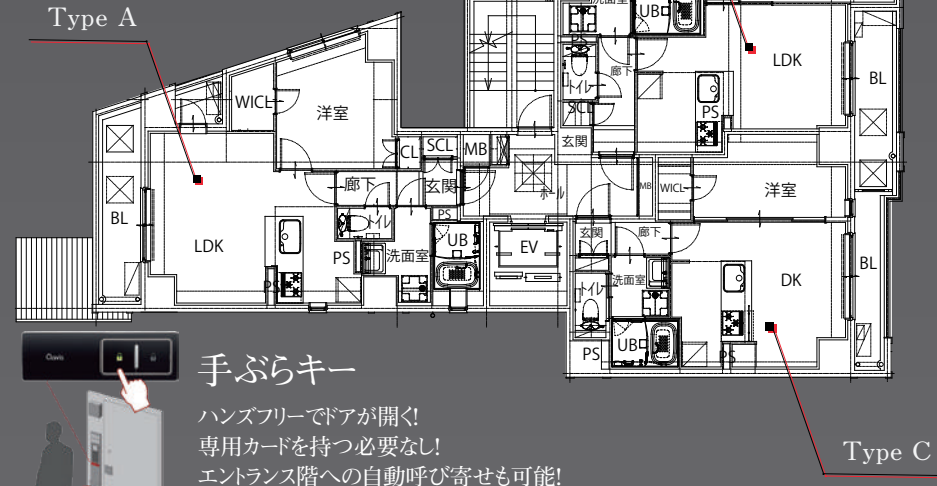 Type A
洗面室
UB
PS
LDK
BL
廊下
トイレ
SCL
PS
玄関
WICL
洋室
CL
SCL
MB
廊下
玄関
ホール
MB
WICL
洋室
BL
トイレ
PS
UB
EV
玄関
廊下
LDK
PS
洗面室
PS
洗面室
DK
BL
トイレ
UB
PS
PS
Clavis
手ぶらキー
ハンズフリーでドアが開く!
専用カードを持つ必要なし!
エントランス階への自動呼び寄せも可能!
Type C